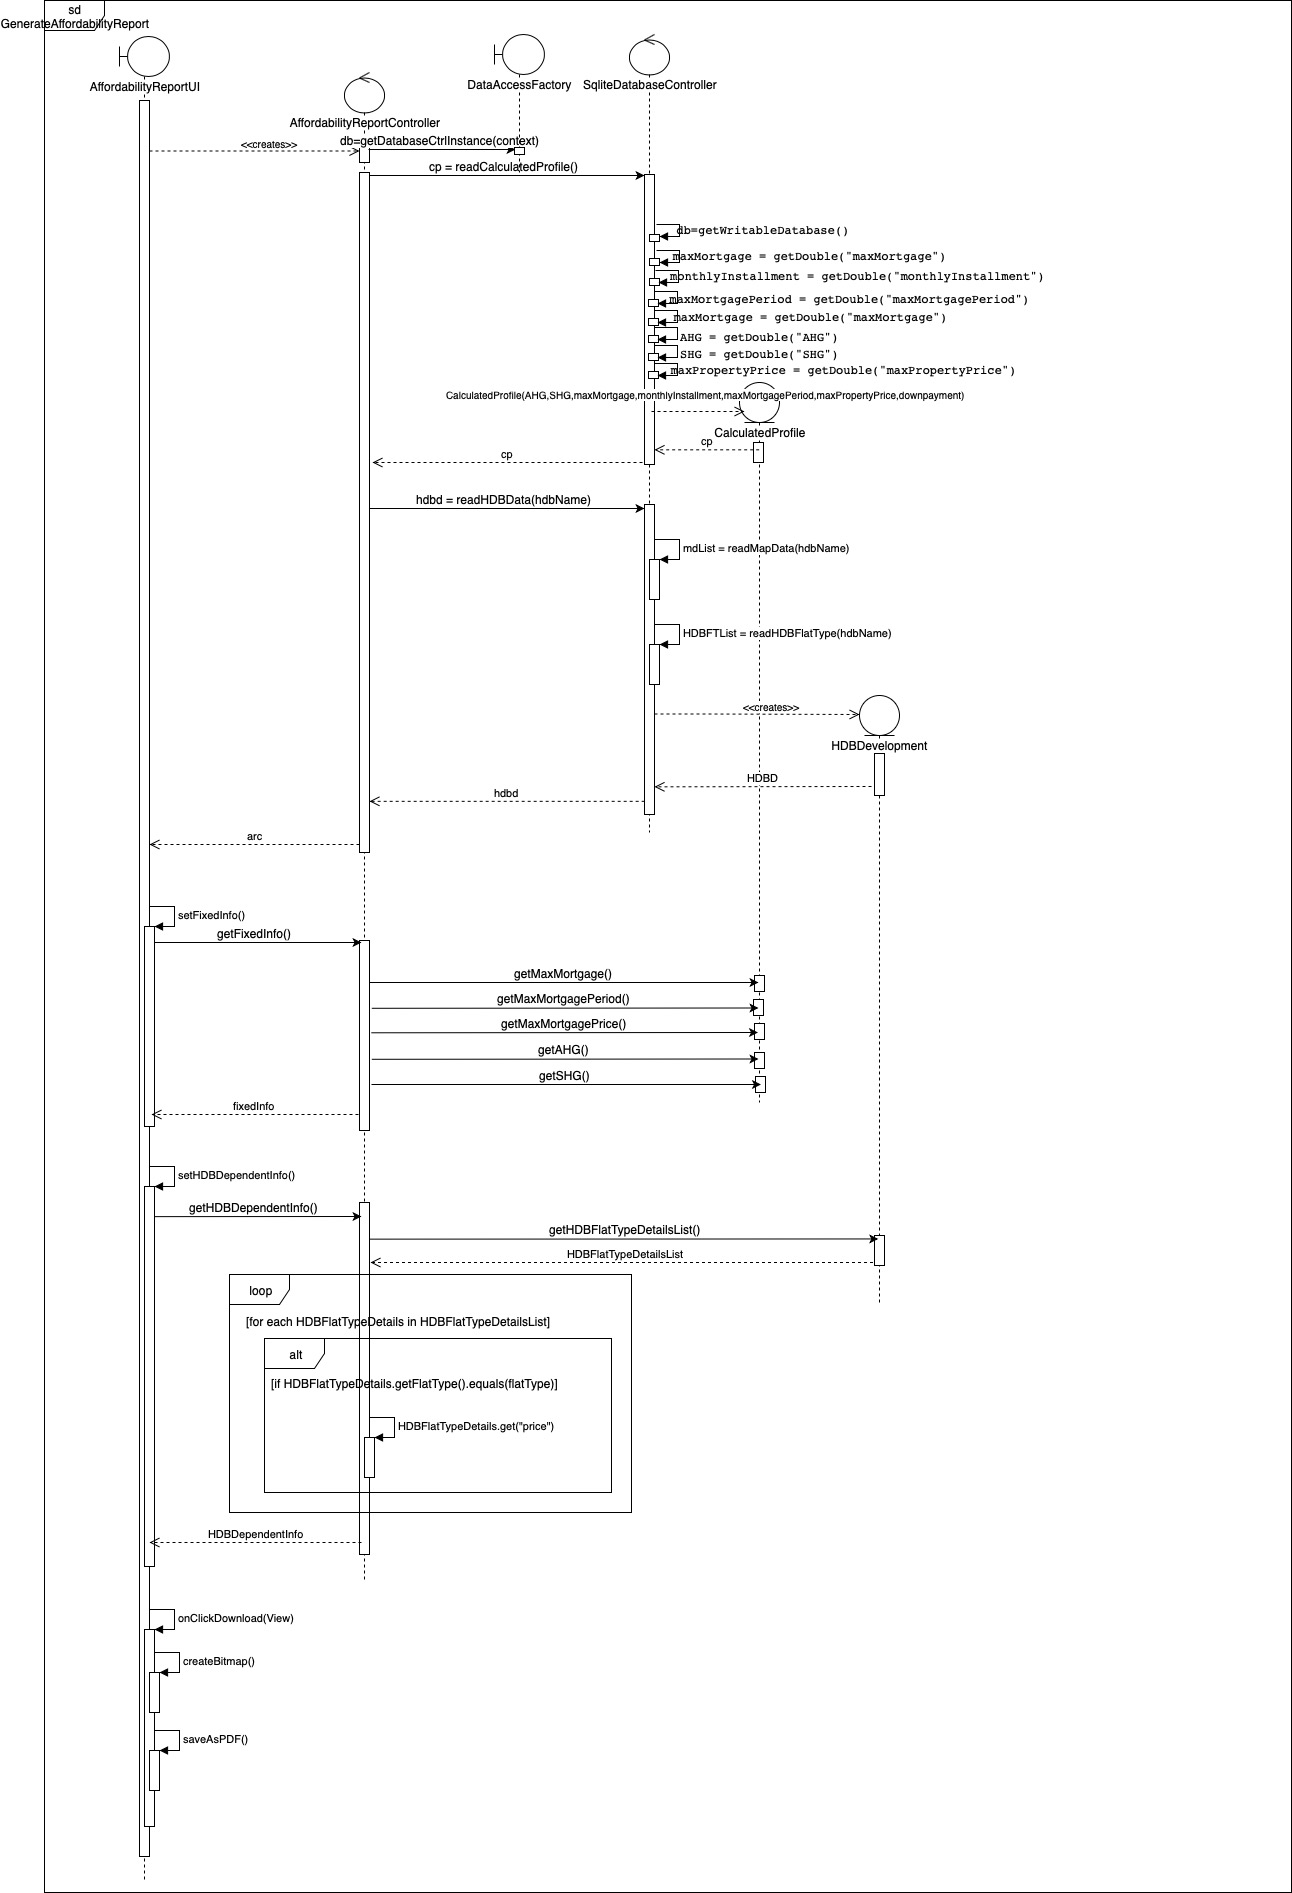 sd
GenerateAffordabilityReport
AffordabilityReportUI
DataAccessFactory
SqliteDatabaseController
AffordabilityReportController
<<creates>>
db=getDatabaseCtrlInstance(context)
cp = readCalculatedProfile()
db=getWritableDatabase()
maxMortgage = getDouble("maxMortgage")
monthlyInstallment = getDouble("monthlyInstallment")
maxMortgagePeriod = getDouble("maxMortgagePeriod")
maxMortgage = getDouble("maxMortgage")
AHG = getDouble("AHG")
SHG = getDouble("SHG")
maxPropertyPrice = getDouble("maxPropertyPrice")
CalculatedProfile(AHG,SHG,maxMortgage,monthlyInstallment,maxMortgagePeriod,maxPropertyPrice,downpayment)
CalculatedProfile
cp
cp
hdbd = readHDBData(hdbName)
mdList = readMapData(hdbName)
HDBFTList = readHDBFlatType(hdbName)
<<creates>>
HDBDevelopment
HDBD
hdbd
arc
setFixedInfo()
getFixedInfo()
getMaxMortgage()
getMaxMortgagePeriod()
getMaxMortgagePrice()
getAHG()
getSHG()
fixedInfo
setHDBDependentInfo()
getHDBDependentInfo()
getHDBFlatTypeDetailsList()
HDBFlatTypeDetailsList
loop
[for each HDBFlatTypeDetails in HDBFlatTypeDetailsList]
alt
[if HDBFlatTypeDetails.getFlatType().equals(flatType)]
HDBFlatTypeDetails.get("price")
HDBDependentInfo
onClickDownload(View)
createBitmap()
saveAsPDF()